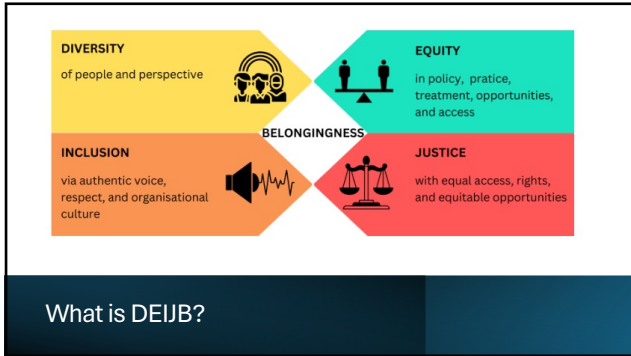 DIVERSITY
of people and perspective
EQUITY
in policy, pratice,
treatment, opportunities,
and access
BELONGINGNESS
INCLUSION
via authentic voice,
respect, and organisational
culture
JUSTICE
with equal access, rights,
and equitable opportunities
What is DEIJB?